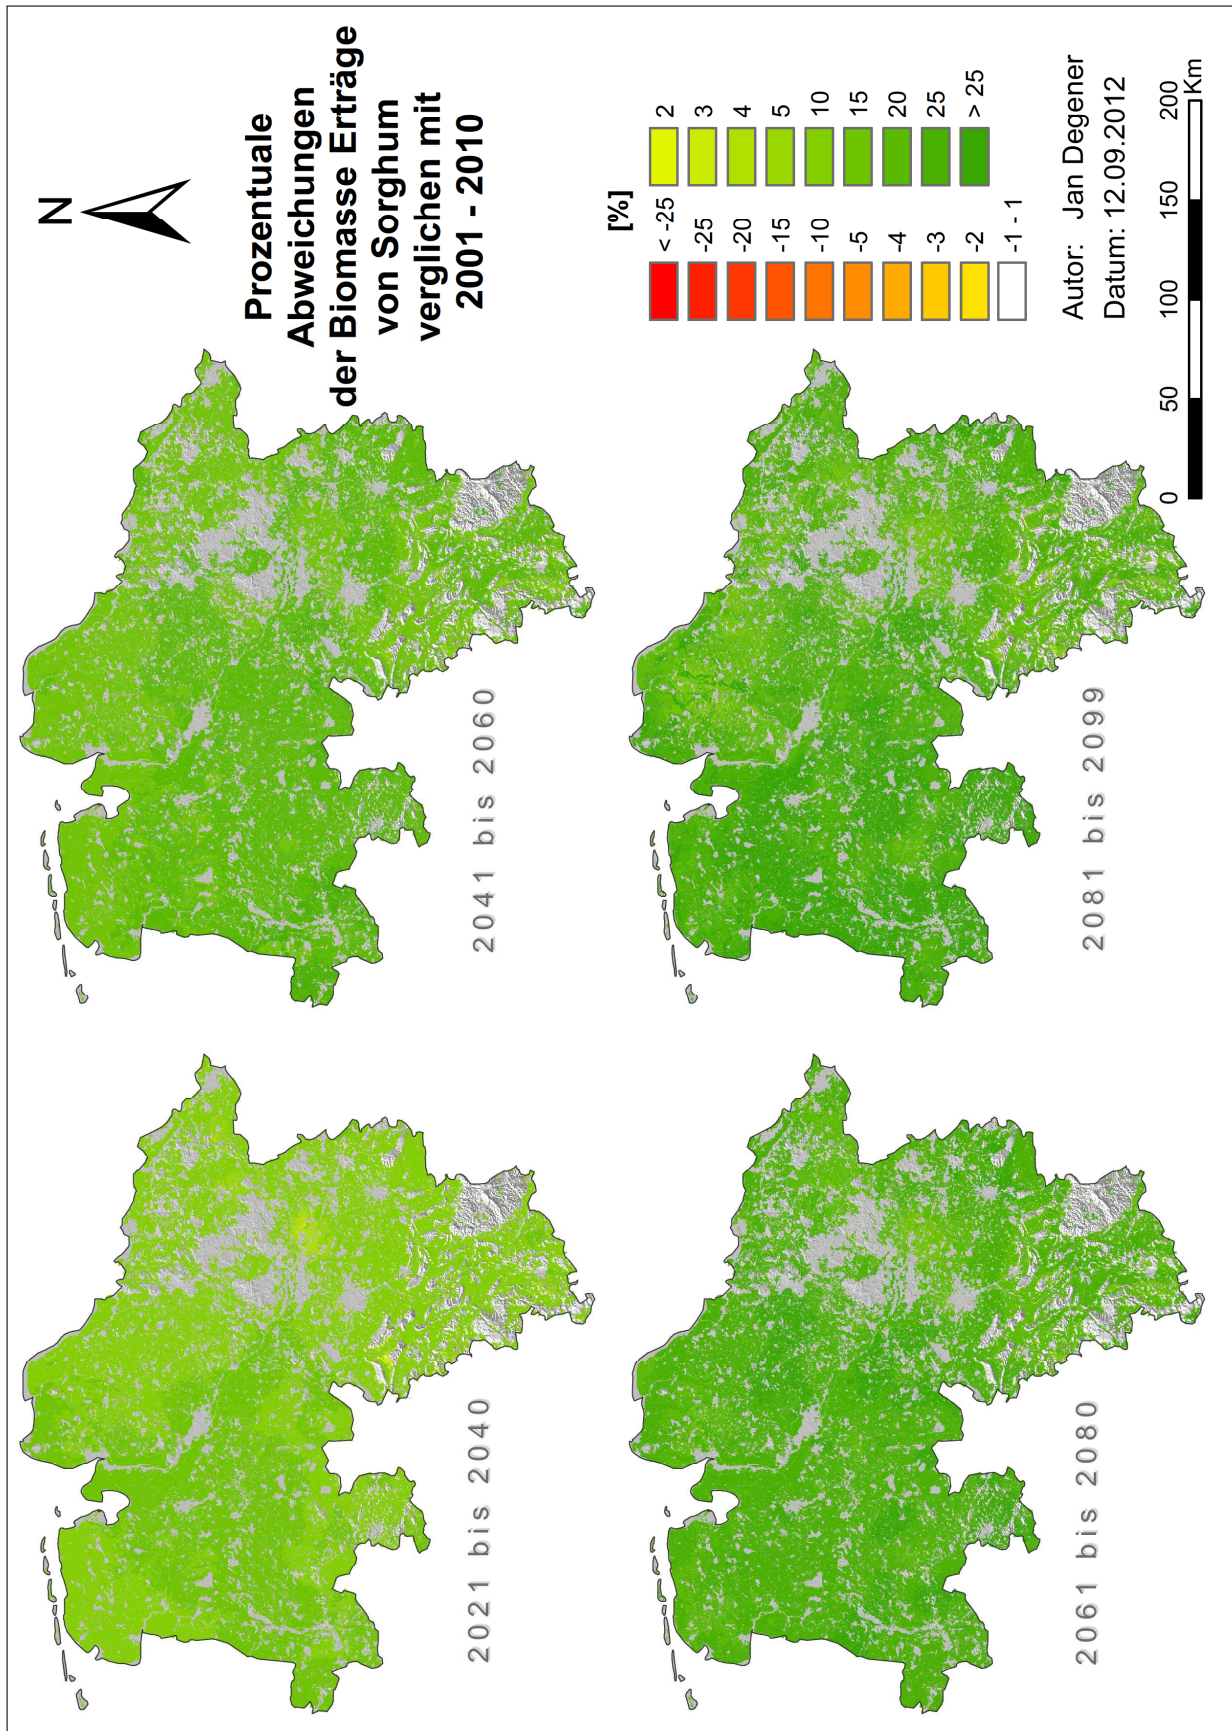 N
Prozentuale
Abweichungen
der Biomasse Erträge
von Sorghum
verglichen mit
2001 - 2010
2021 bis 2040
2041 bis 2060
2061 bis 2080
2081 bis 2099
[%]
< -25
-25
-20
-15
-10
-5
-4
-3
-2
-1 - 1
2
3
4
5
10
15
20
25
> 25
Autor: Jan Degener
Datum: 12.09.2012
0 50 100 150 200
Km